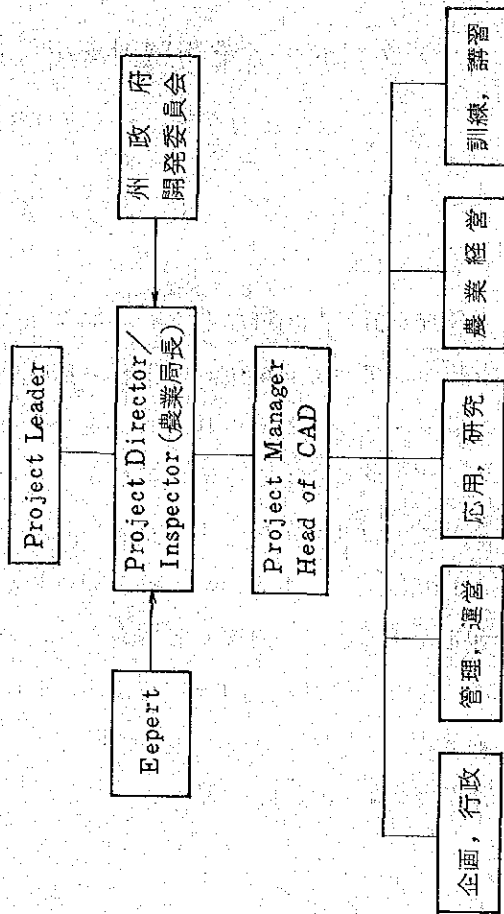 Project Leader
Eepert
Project Director/
Inspector(農業局長)
州政府
開発委員会
Project Manager
Head of CAD
企画, 行政
管理, 運営
応用, 研究
農業経営
訓練, 講習